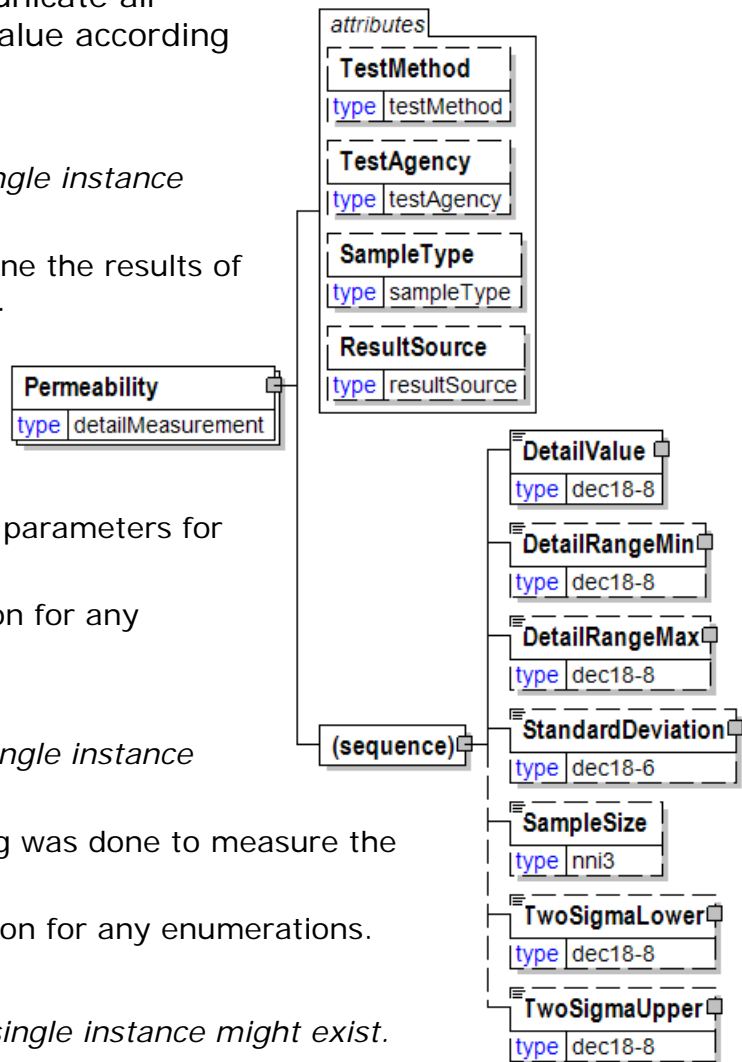 unicate all
alue according
ngle instance
ne the results of
.
parameters for
on for any
ngle instance
g was done to measure the
on for any enumerations.
single instance might exist.
Permeability
type detailMeasurement
attributes
TestMethod
type testMethod
TestAgency
type testAgency
SampleType
type sampleType
ResultSource
type resultSource
(sequence)
DetailValue
type dec18-8
DetailRangeMin
type dec18-8
DetailRangeMax
type dec18-8
StandardDeviation
type dec18-6
SampleSize
type nni3
TwoSigmaLower
type dec18-8
TwoSigmaUpper
type dec18-8